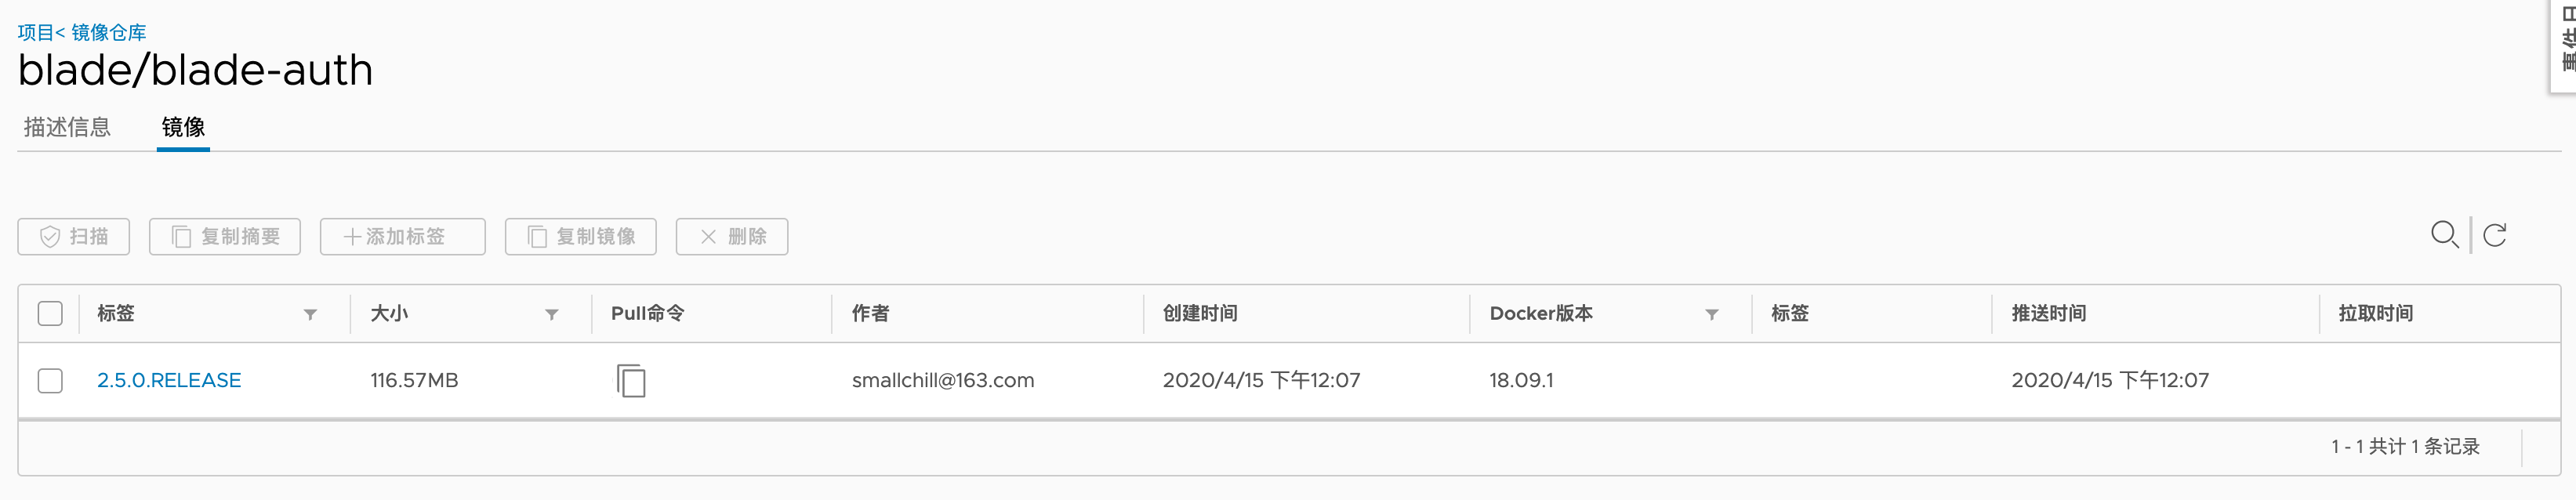 项目< 镜像仓库
blade/blade-auth
描述信息 镜像
扫描 复制摘要 添加标签 复制镜像 删除
标签 大小 Pull命令 作者 创建时间 Docker版本 标签 推送时间 拉取时间
2.5.0.RELEASE 116.57MB smallchill@163.com 2020/4/15 下午12:07 18.09.1 2020/4/15 下午12:07
1 - 1 共计 1 条记录
事件日